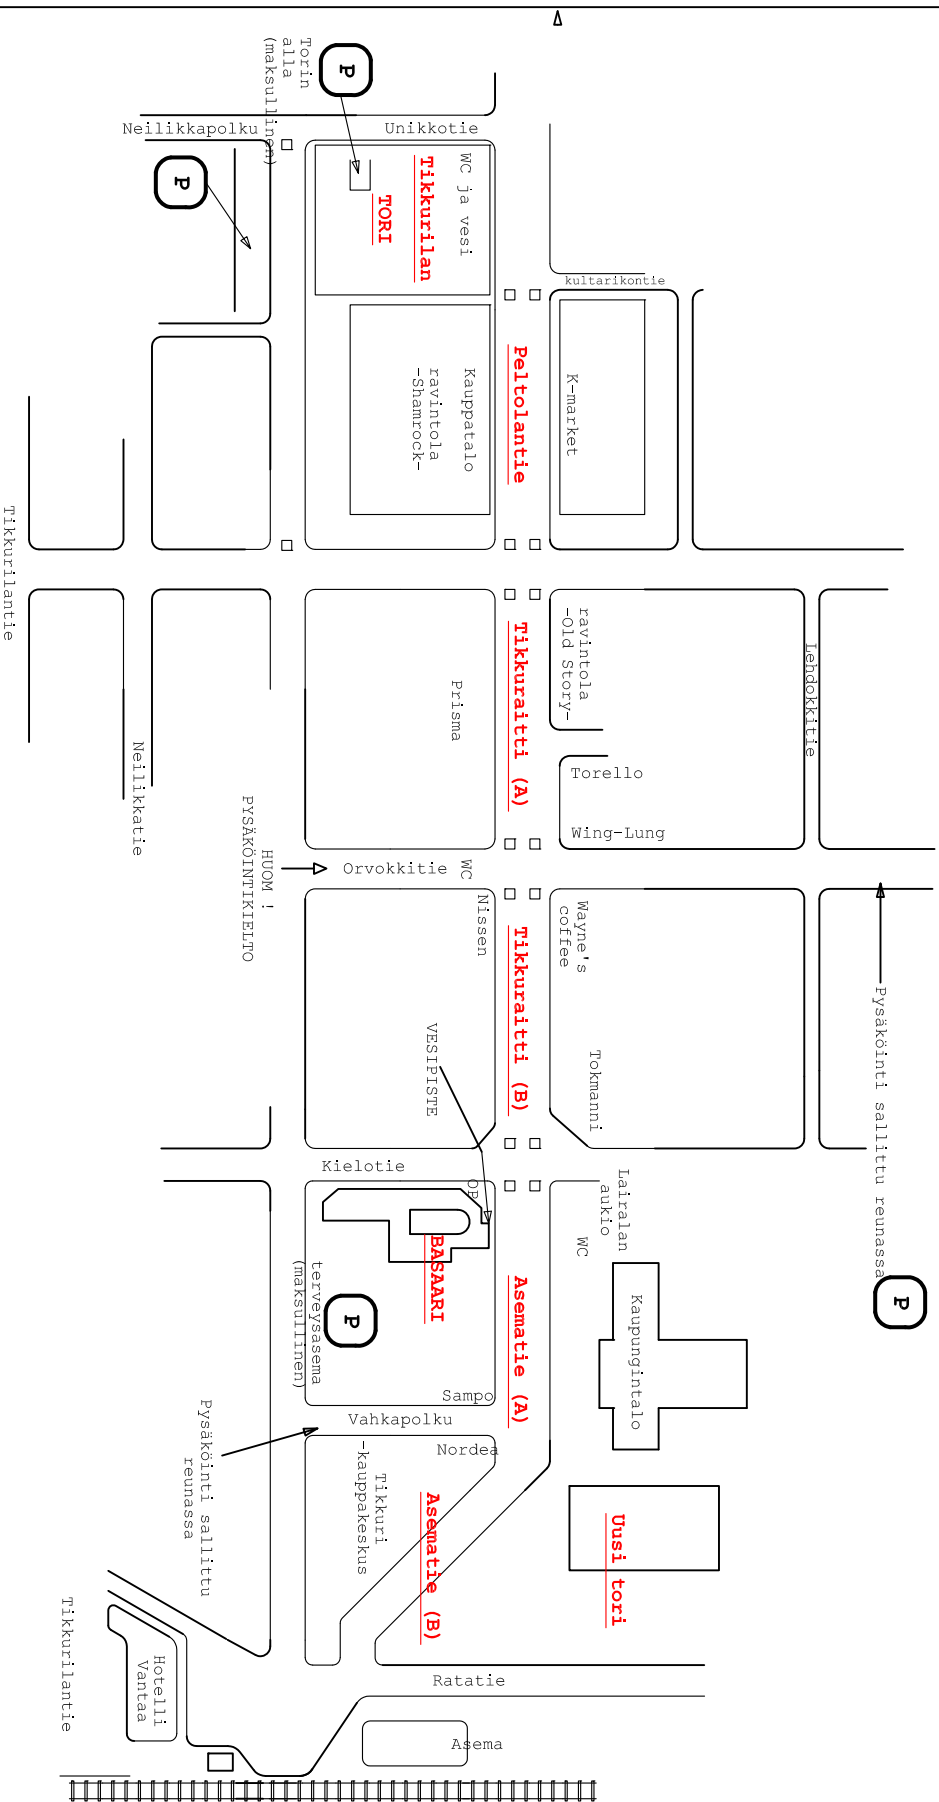 P
Torin
alla
(maksullinen)
Neilikkapolku
Unikkotie
P
WC ja vesi
Tikkurilan
TORI
kultarikontie
Peltolantie
K-market
Kauppatalo
ravintola
-Shamrock-
Tikkurilantie
ravintola
-Old Story-
Tikkuraitti (A)
Prisma
Lehdokkitie
Torello
Wing-Lung
Neilikkatie
HUOM !
PYSÄKÖINTIKIELTO
Orvokkitie
WC
Nissen
Wayne's
coffee
Tikkuraitti (B)
Tokmanni
VESIPISTE
Pysäköinti sallittu reunassa
P
Kielotie
OP
Lairalan
aukio
WC
BASAARI
Asematie (A)
Kaupungintalo
terveysasema
(maksullinen)
P
Sampo
Vahkapolku
Nordea
Pysäköinti sallittu
reunassa
Tikkuri
-kauppakeskus
Asematie (B)
Uusi tori
Tikkurilantie
Hotelli
Vantaa
Ratatie
Asema